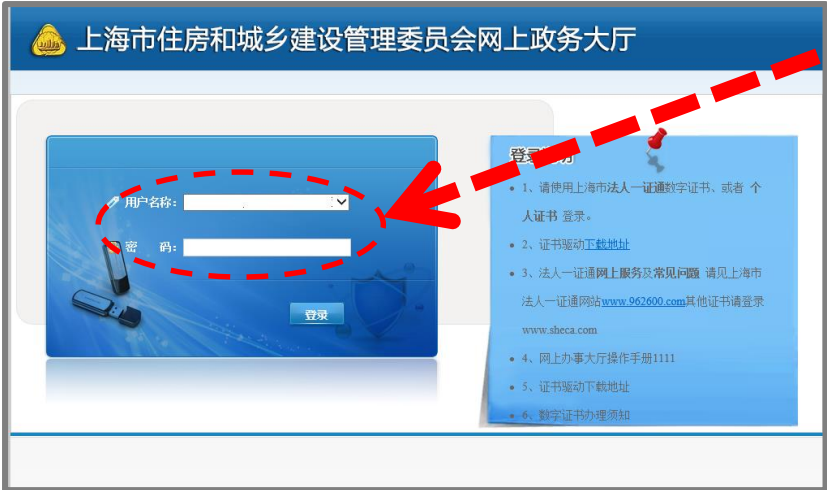 上海市住房和城乡建设管理委员会网上政务大厅
用户名称：
密 码：
登录
1、请使用上海市法人一证通数字证书、或者 个
人证书 登录。
2、证书驱动下载地址
3、法人一证通网上服务及常见问题 请见上海市
法人一证通网站www.962600.com其他证书请登录
www.sheca.com
4、网上办事大厅操作手册1111
5、证书驱动下载地址
6、数字证书办理须知